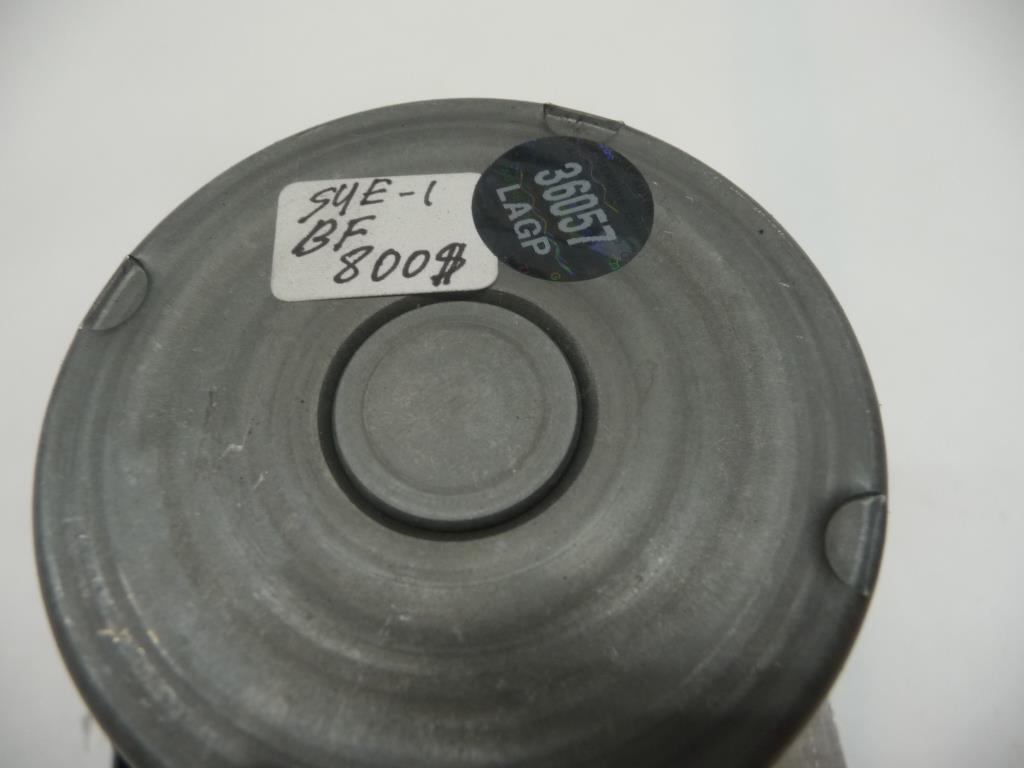 SYE-1
BF
800$
36057
LAGP